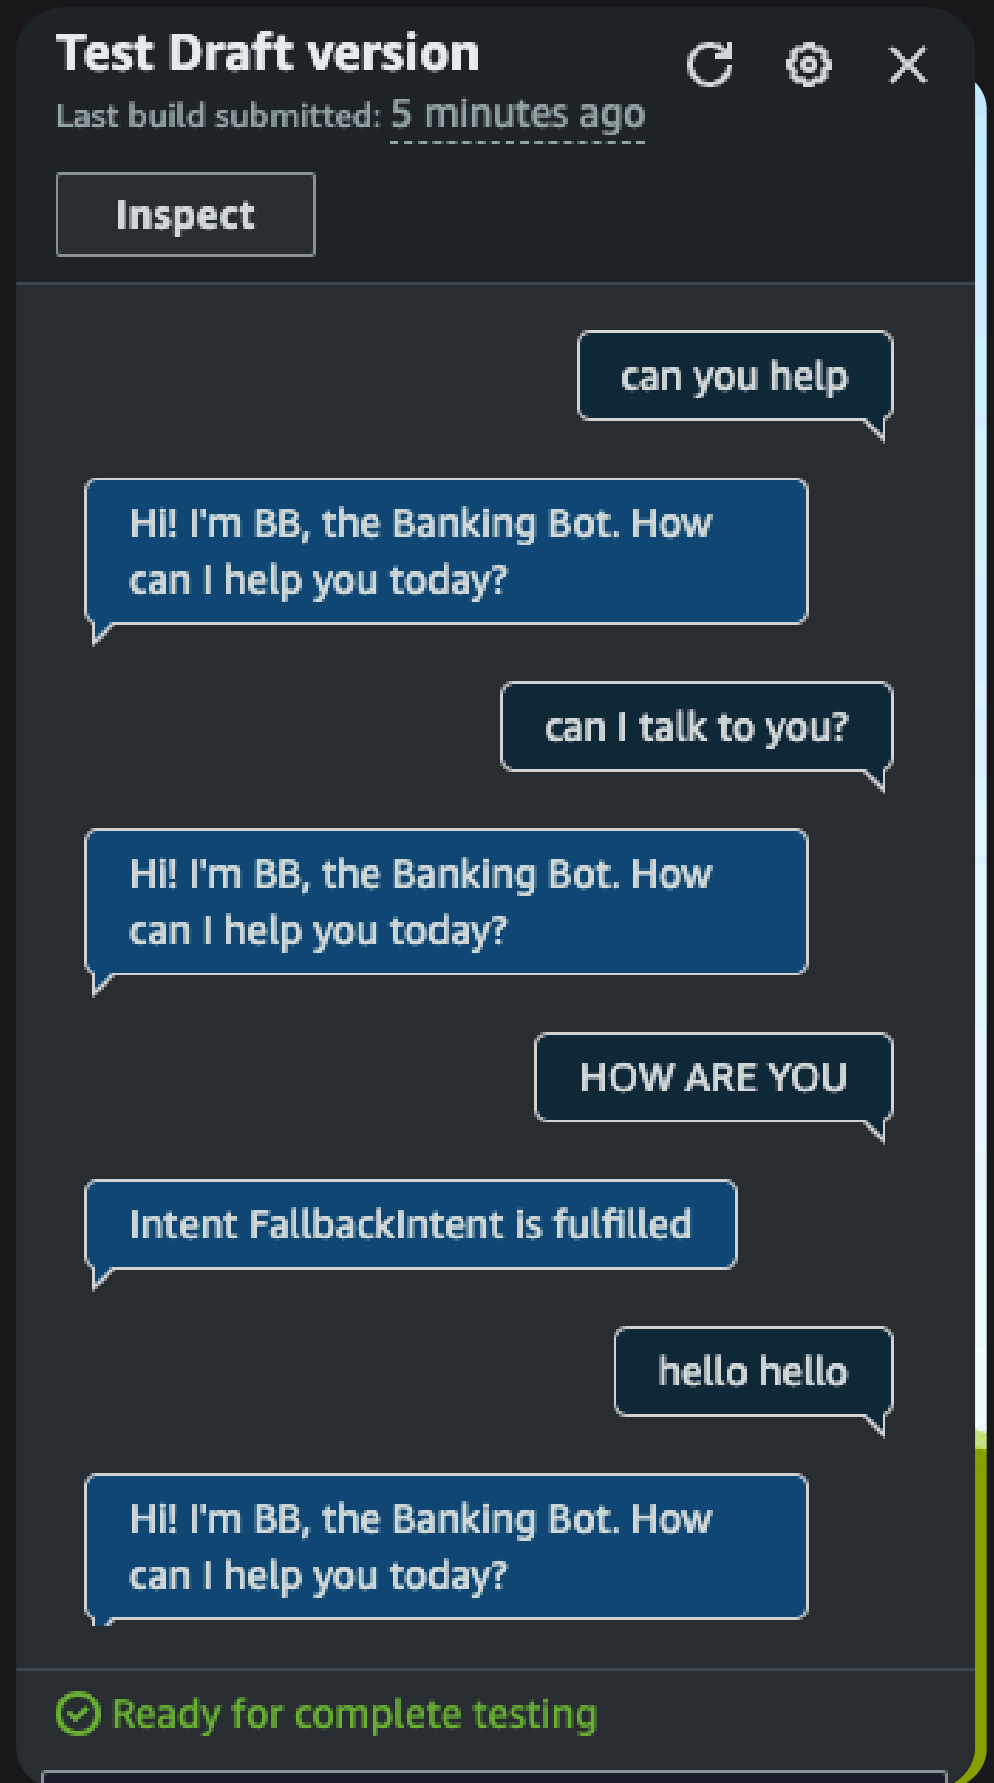 Test Draft version
Last build submitted: 5 minutes ago
Inspect
can you help
Hi! I'm BB, the Banking Bot. How
can I help you today?
can I talk to you?
Hi! I'm BB, the Banking Bot. How
can I help you today?
HOW ARE YOU
Intent FallbackIntent is fulfilled
hello hello
Hi! I'm BB, the Banking Bot. How
can I help you today?
Ready for complete testing